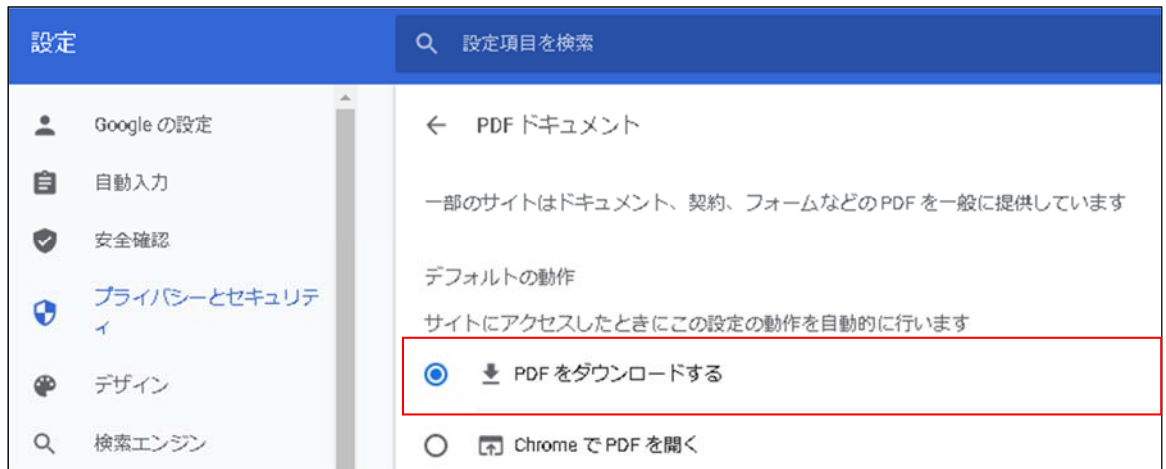 設定
設定項目を検索
Google の設定
自動入力
安全確認
プライバシーとセキュリテ
ィ
デザイン
検索エンジン
PDF ドキュメント
一部のサイトはドキュメント、契約、フォームなどの PDF を一般に提供しています
デフォルトの動作
サイトにアクセスしたときにこの設定の動作を自動的に行います
PDF をダウンロードする
Chrome で PDF を開く